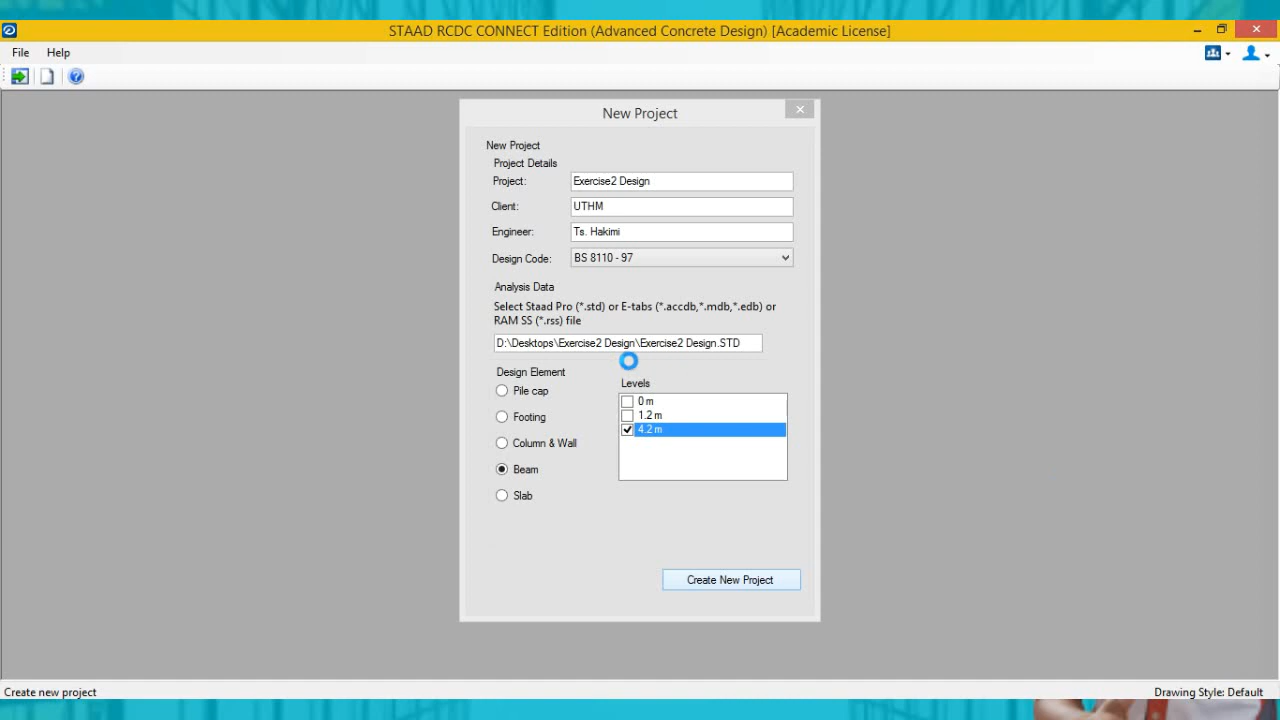 STAAD RCDC CONNECT Edition (Advanced Concrete Design) [Academic License]
File Help
New Project
New Project
Project Details
Project: Exercise2 Design
Client: UTHM
Engineer: Ts. Hakimi
Design Code: BS 8110 - 97
Analysis Data
Select Staad Pro (*.std) or E-tabs (*.accdb,*.mdb,*.edb) or
RAM SS (*.rss) file
D:\Desktops\Exercise2 Design\Exercise2 Design.STD
Design Element
Pile cap
Footing
Column & Wall
Beam
Slab
Levels
0 m
1.2 m
4.2 m
Create New Project
Create new project
Drawing Style: Default